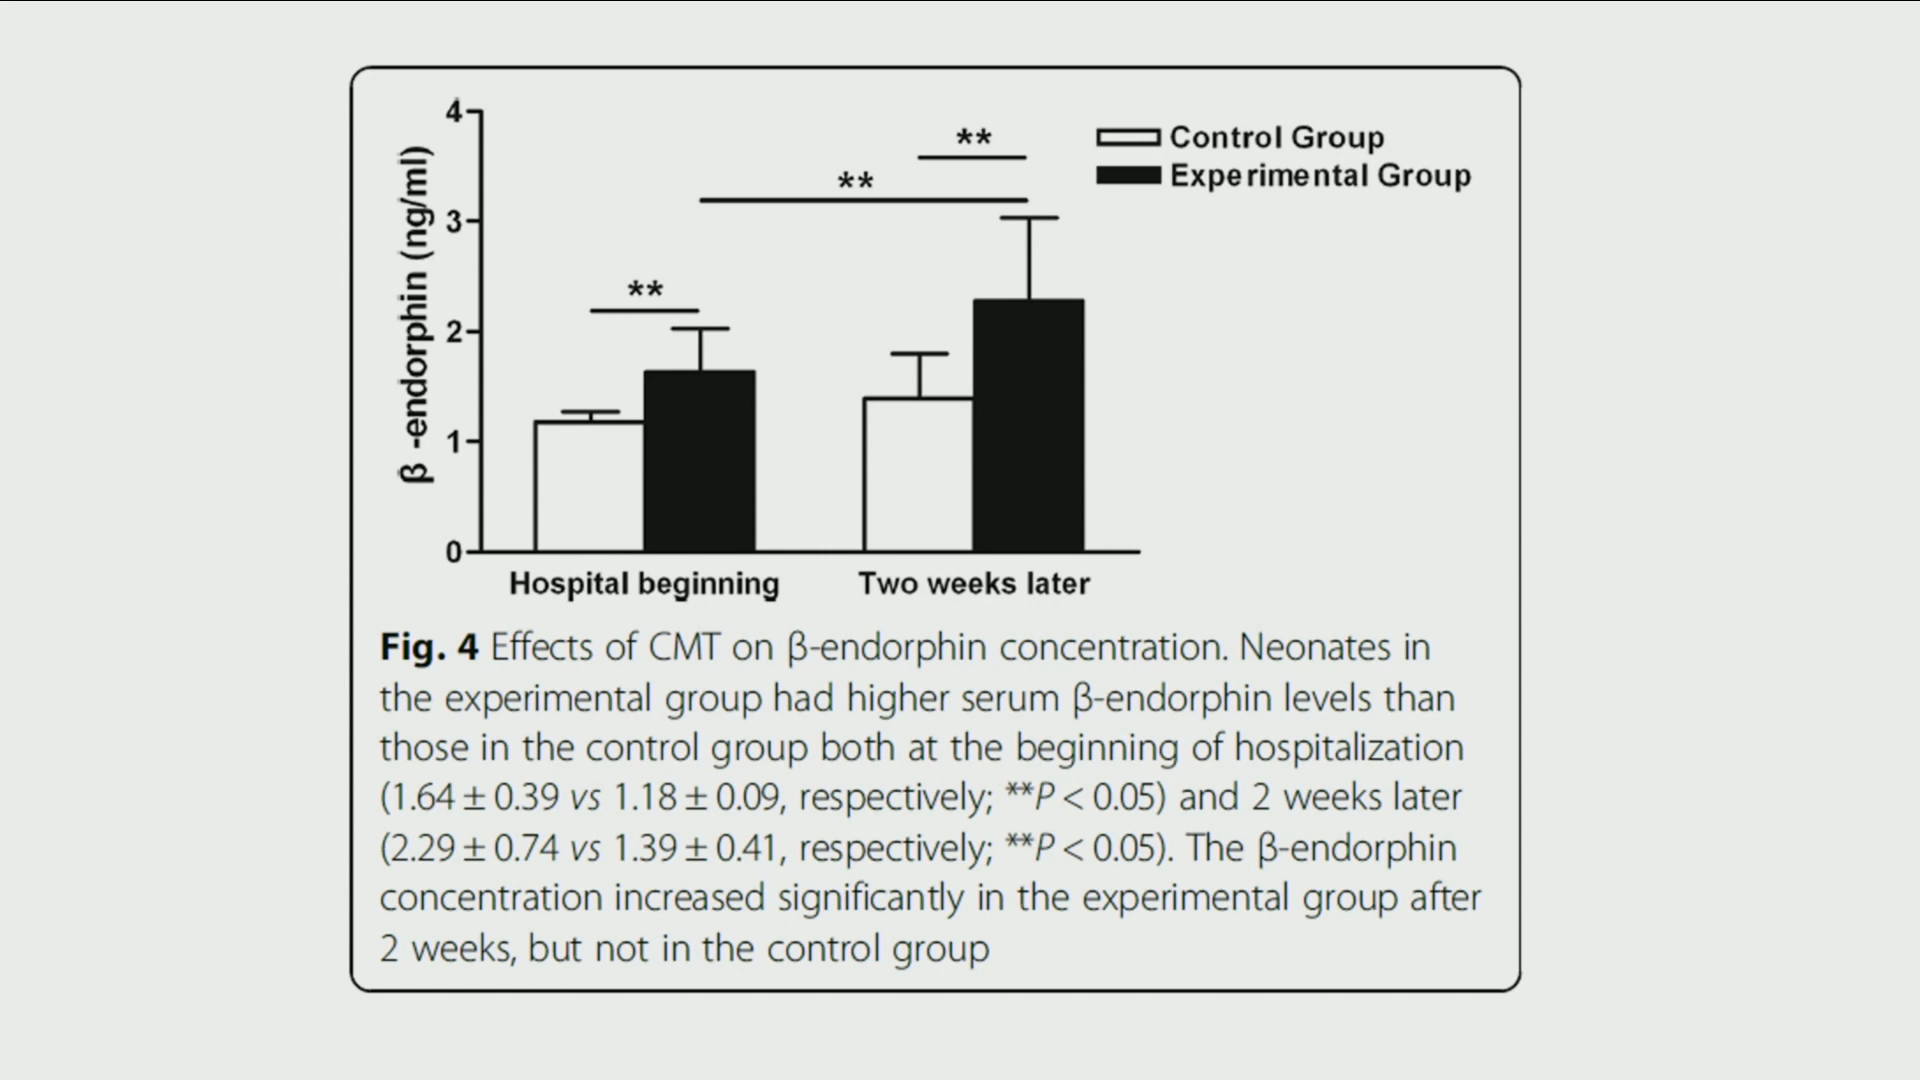 4
3
2
1
0
β -endorphin (ng/ml)
**
**
**
Control Group
Experimental Group
Hospital beginning
Two weeks later
Fig. 4 Effects of CMT on β-endorphin concentration. Neonates in
the experimental group had higher serum β-endorphin levels than
those in the control group both at the beginning of hospitalization
(1.64 ± 0.39 vs 1.18 ± 0.09, respectively; **P < 0.05) and 2 weeks later
(2.29 ± 0.74 vs 1.39 ± 0.41, respectively; **P < 0.05). The β-endorphin
concentration increased significantly in the experimental group after
2 weeks, but not in the control group